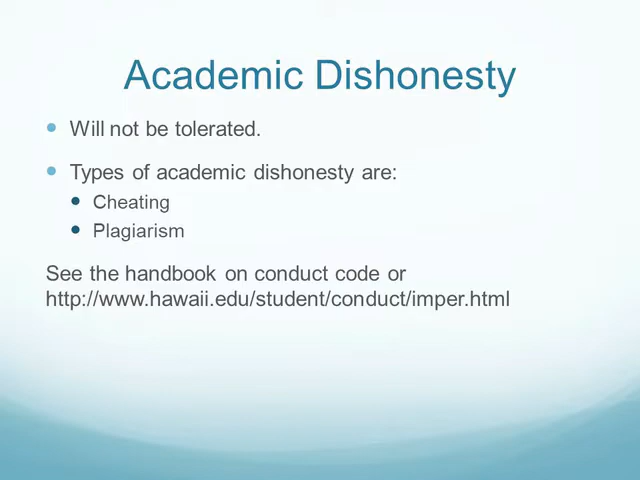 Academic Dishonesty
Will not be tolerated.
Types of academic dishonesty are:
Cheating
Plagiarism
See the handbook on conduct code or
http://www.hawaii.edu/student/conduct/imper.html